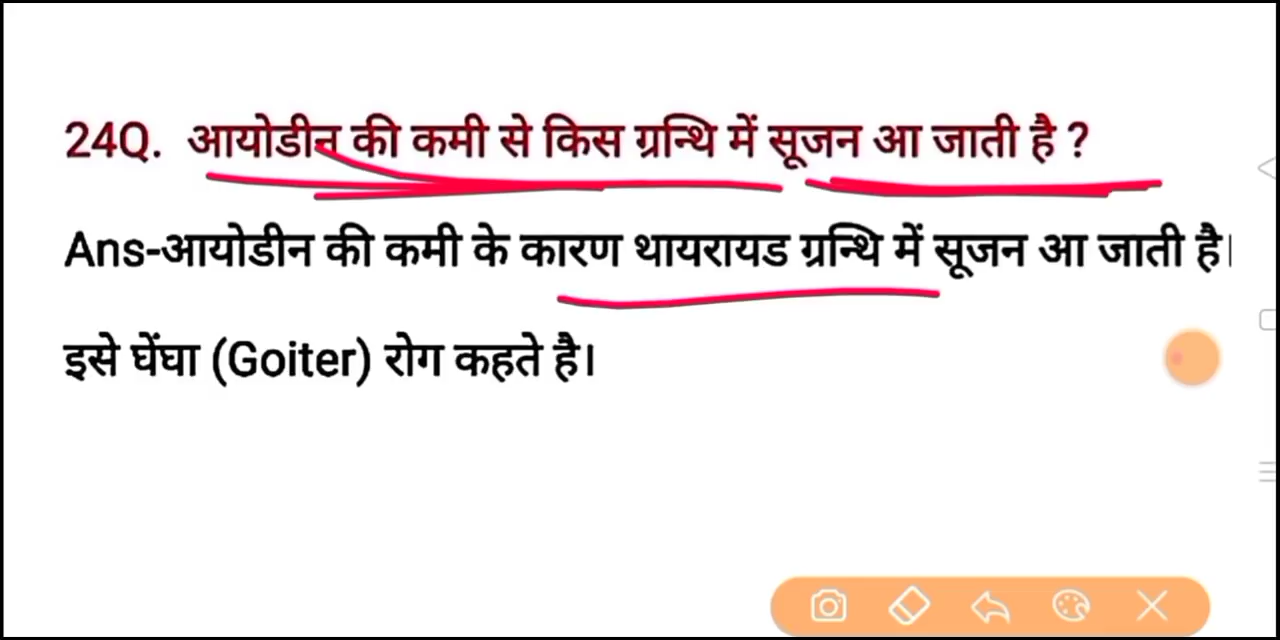 24Q. आयोडीन की कमी से किस ग्रन्थि में सूजन आ जाती है ?
Ans-आयोडीन की कमी के कारण थायरायड ग्रन्थि में सूजन आ जाती है।
इसे घेंघा (Goiter) रोग कहते है।